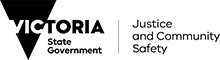 VICTORIA
State
Government
Justice
and Community
Safety